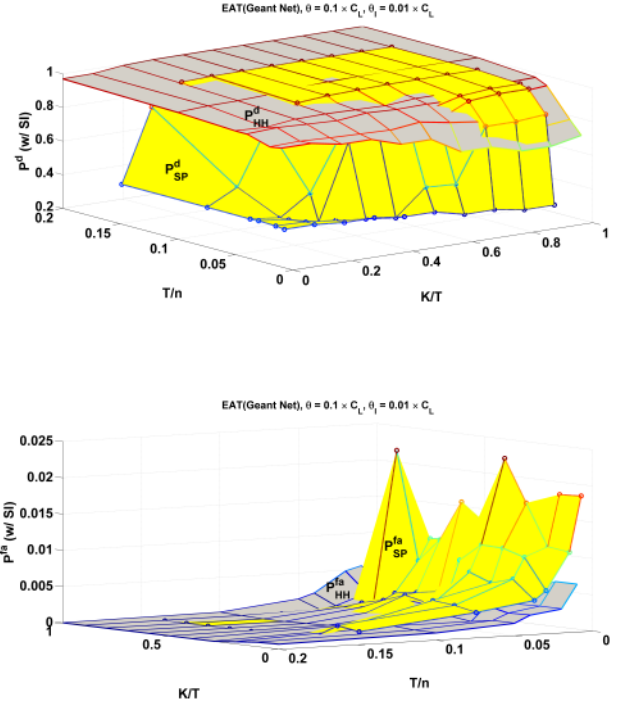 EAT(Geant Net), θ = 0.1 × C_L, θ_I = 0.01 × C_L
1
0.8
0.6
0.4
0.2
P^d (w/ SI)
P^d_HH
P^d_SP
0.2
0.15
0.1
0.05
0
T/n
0
0.2
0.4
0.6
0.8
1
K/T
EAT(Geant Net), θ = 0.1 × C_L, θ_I = 0.01 × C_L
0.025
0.02
0.015
0.01
0.005
0
P^fa (w/ SI)
P^fa_SP
P^fa_HH
1
0.5
0
K/T
0.2
0.15
0.1
0.05
0
T/n